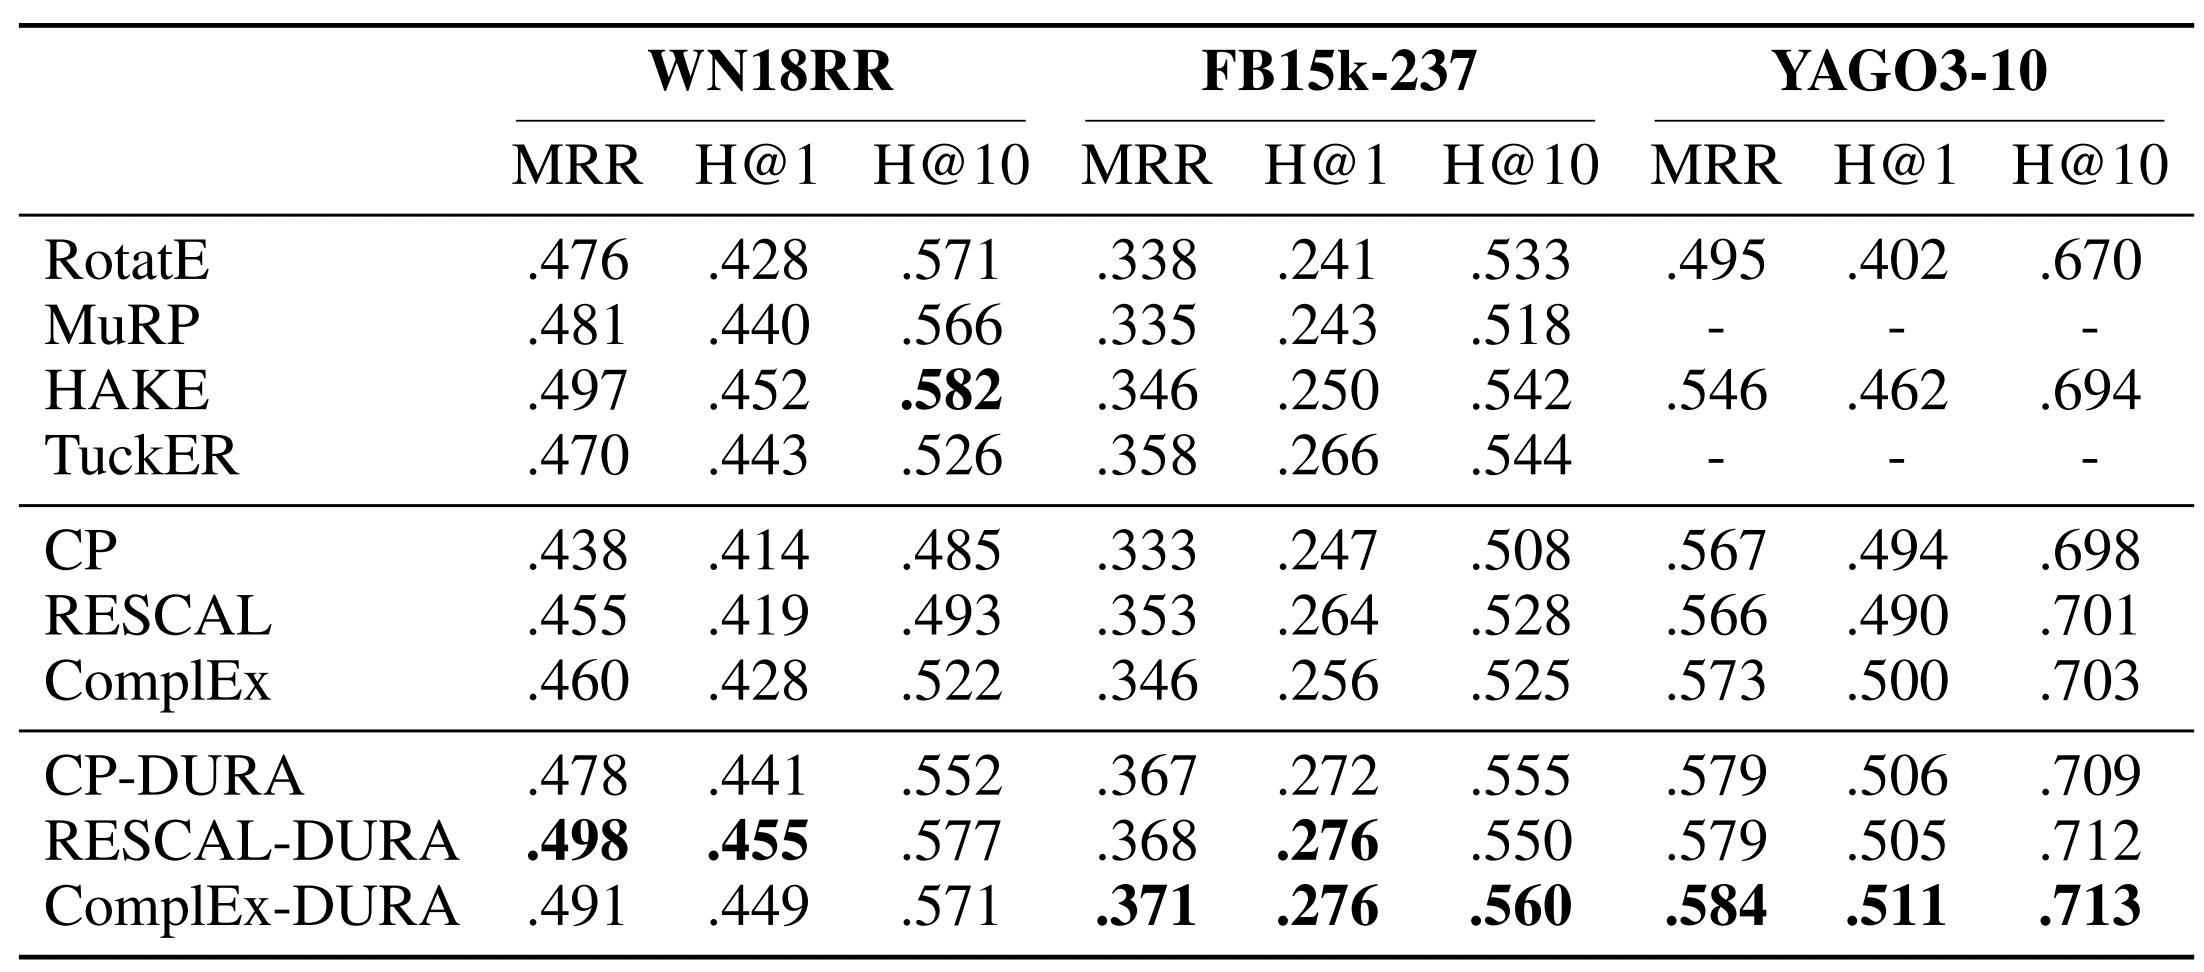 WN18RR FB15k-237 YAGO3-10
MRR H@1 H@10 MRR H@1 H@10 MRR H@1 H@10
RotatE .476 .428 .571 .338 .241 .533 .495 .402 .670
MuRP .481 .440 .566 .335 .243 .518 - - -
HAKE .497 .452 .582 .346 .250 .542 .546 .462 .694
TuckER .470 .443 .526 .358 .266 .544 - - -
CP .438 .414 .485 .333 .247 .508 .567 .494 .698
RESCAL .455 .419 .493 .353 .264 .528 .566 .490 .701
ComplEx .460 .428 .522 .346 .256 .525 .573 .500 .703
CP-DURA .478 .441 .552 .367 .272 .555 .579 .506 .709
RESCAL-DURA .498 .455 .577 .368 .276 .550 .579 .505 .712
ComplEx-DURA .491 .449 .571 .371 .276 .560 .584 .511 .713